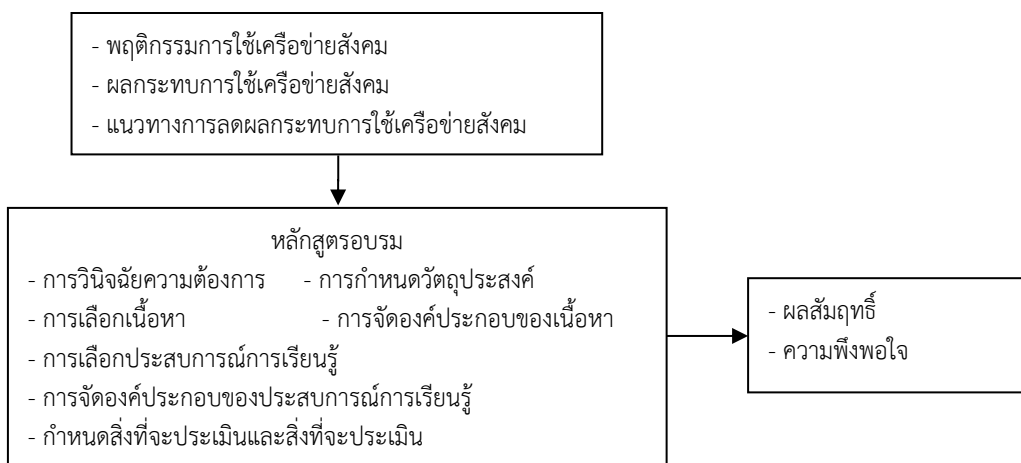 - พฤติกรรมการใช้เครือข่ายสังคม
- ผลกระทบการใช้เครือข่ายสังคม
- แนวทางการลดผลกระทบการใช้เครือข่ายสังคม
หลักสูตรอบรม
- การวินิจฉัยความต้องการ - การกำหนดวัตถุประสงค์
- การเลือกเนื้อหา - การจัดองค์ประกอบของเนื้อหา
- การเลือกประสบการณ์การเรียนรู้
- การจัดองค์ประกอบของประสบการณ์การเรียนรู้
- กำหนดสิ่งที่จะประเมินและสิ่งที่จะประเมิน
- ผลสัมฤทธิ์
- ความพึงพอใจ